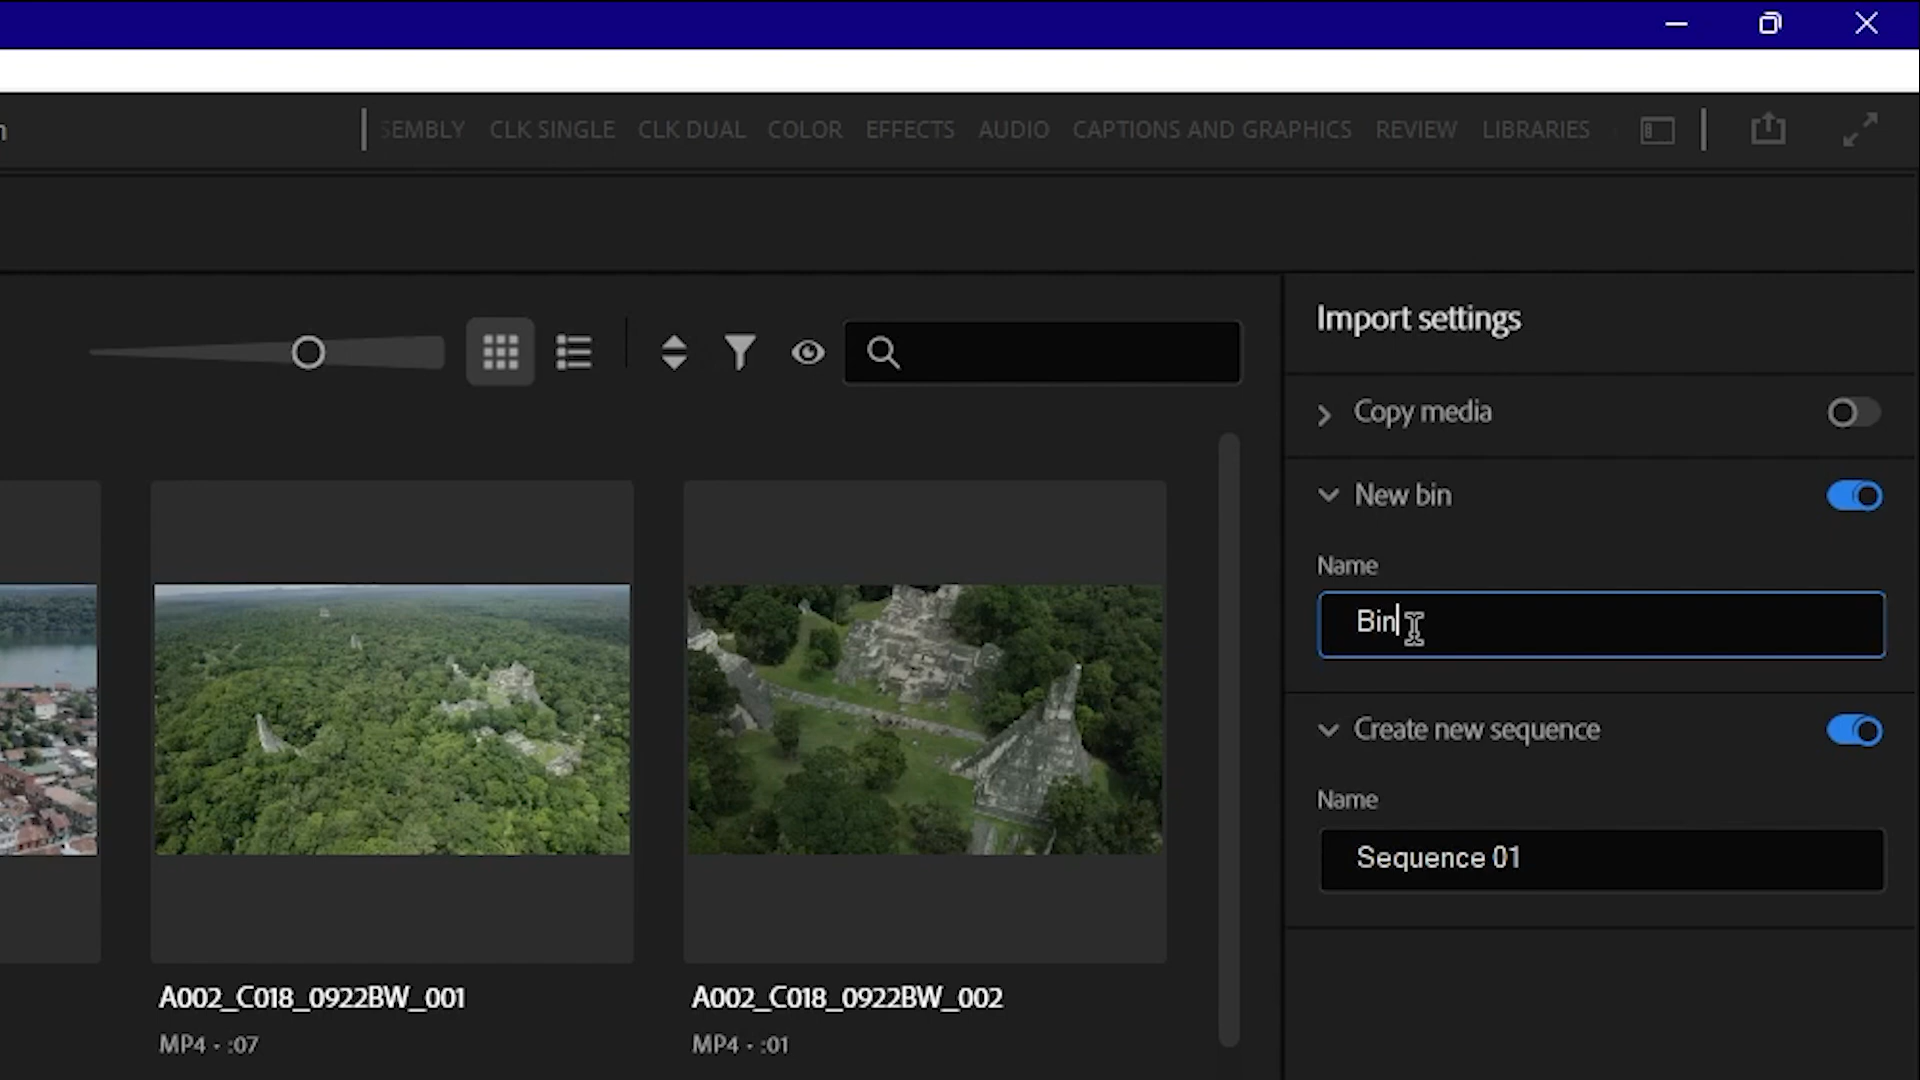 SEMBLY CLK SINGLE CLK DUAL COLOR EFFECTS AUDIO CAPTIONS AND GRAPHICS REVIEW LIBRARIES
Import settings
Copy media
New bin
Name
Bin
Create new sequence
Name
Sequence 01
A002_C018_0922BW_001
MP4 - :07
A002_C018_0922BW_002
MP4 - :01